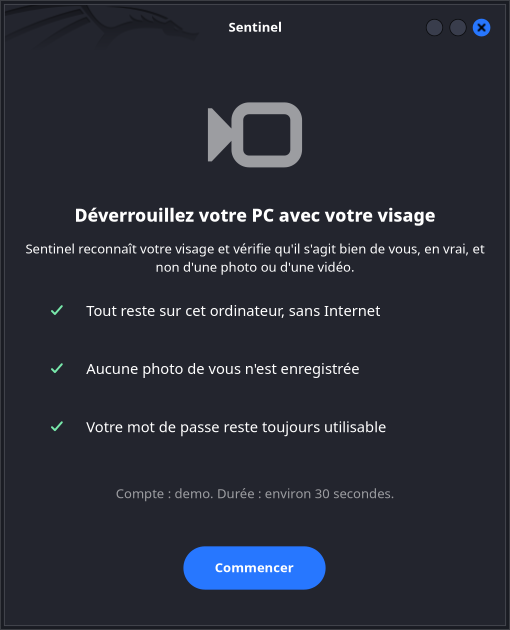 Sentinel
Déverrouillez votre PC avec votre visage
Sentinel reconnaît votre visage et vérifie qu'il s'agit bien de vous, en vrai, et
non d'une photo ou d'une vidéo.
Tout reste sur cet ordinateur, sans Internet
Aucune photo de vous n'est enregistrée
Votre mot de passe reste toujours utilisable
Compte : demo. Durée : environ 30 secondes.
Commencer